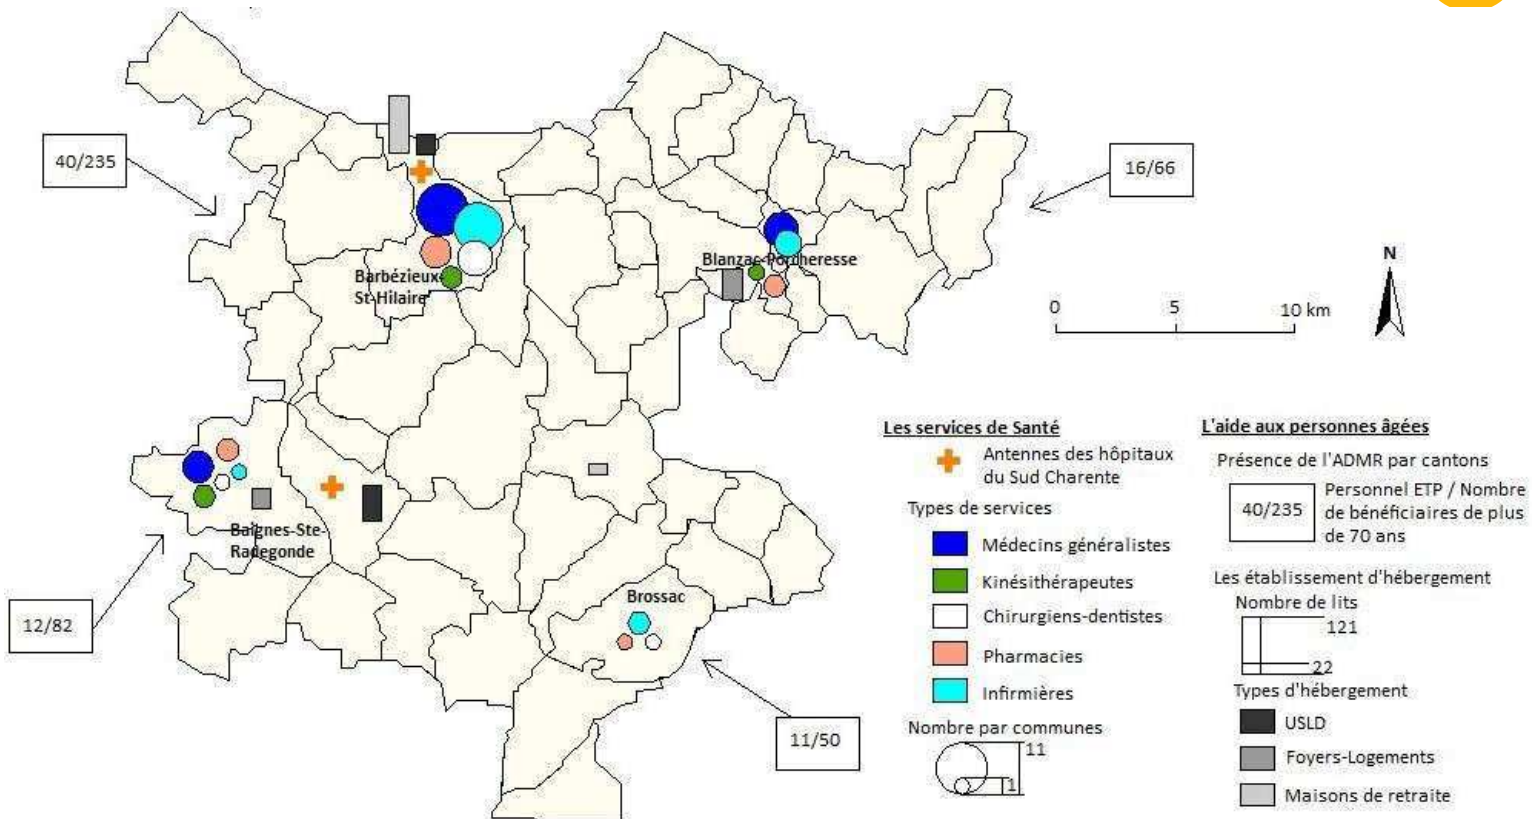 40/235
16/66
Blanzac-Porcheresse
Barbézieux-
St-Hilaire
N
0 5 10 km
Baignes-Ste-
Radegonde
12/82
Brossac
11/50
Les services de Santé
Antennes des hôpitaux
du Sud Charente
Types de services
Médecins généralistes
Kinésithérapeutes
Chirurgiens-dentistes
Pharmacies
Infirmières
Nombre par communes
11
1
L'aide aux personnes âgées
Présence de l'ADMR par cantons
40/235
Personnel ETP / Nombre
de bénéficiaires de plus
de 70 ans
Les établissement d'hébergement
Nombre de lits
121
22
Types d'hébergement
USLD
Foyers-Logements
Maisons de retraite